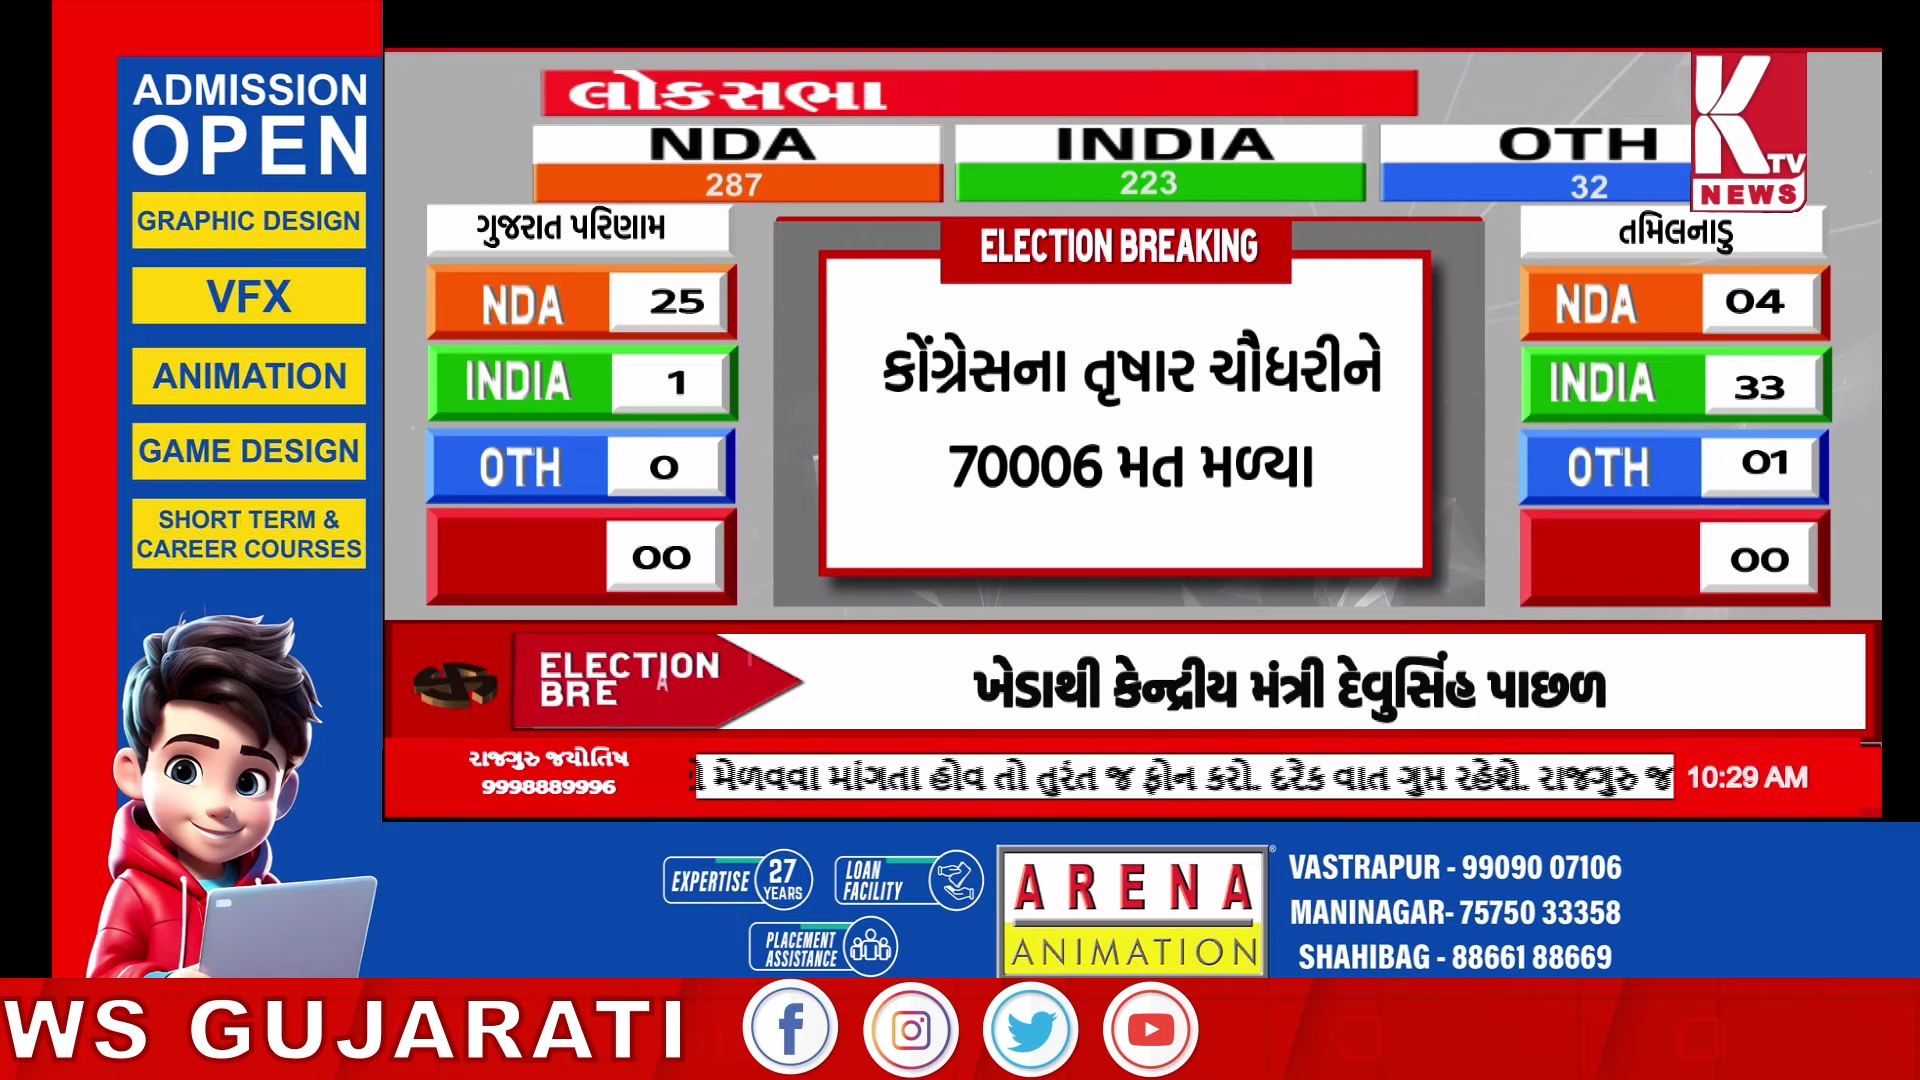 ADMISSION
OPEN
GRAPHIC DESIGN
VFX
ANIMATION
GAME DESIGN
SHORT TERM &
CAREER COURSES
લોકસભા
NDA
287
INDIA
223
OTH
32
K
TV
NEWS
ગુજરાત પરિણામ
NDA 25
INDIA 1
OTH 0
00
ELECTION BREAKING
કોંગ્રેસના તૃષાર ચૌધરીને
70006 મત મળ્યા
તમિલનાડુ
NDA 04
INDIA 33
OTH 01
00
ELECTION
BRE A
ખેડાથી કેન્દ્રીય મંત્રી દેવુસિંહ પાછળ
રાજગુરુ જ્યોતિષ
9998889996
મેળવવા માંગતા હોવ તો તુરંત જ ફોન કરો. દરેક વાત ગુપ્ત રહેશે. રાજગુરુ જ
10:29 AM
EXPERTISE 27 YEARS
LOAN FACILITY
PLACEMENT ASSISTANCE
ARENA
ANIMATION
®
VASTRAPUR - 99090 07106
MANINAGAR- 75750 33358
SHAHIBAG - 88661 88669
WS GUJARATI